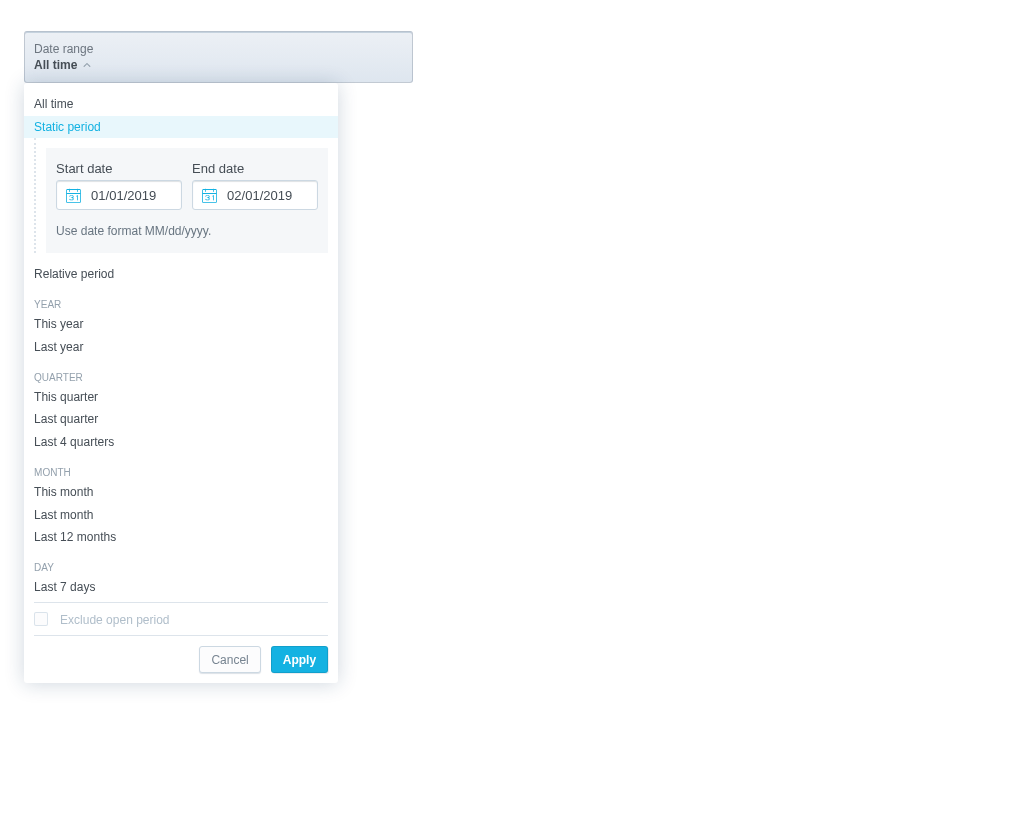 Date range
All time
All time
Static period
Start date End date
31 01/01/2019 31 02/01/2019
Use date format MM/dd/yyyy.
Relative period
YEAR
This year
Last year
QUARTER
This quarter
Last quarter
Last 4 quarters
MONTH
This month
Last month
Last 12 months
DAY
Last 7 days
Exclude open period
Cancel Apply